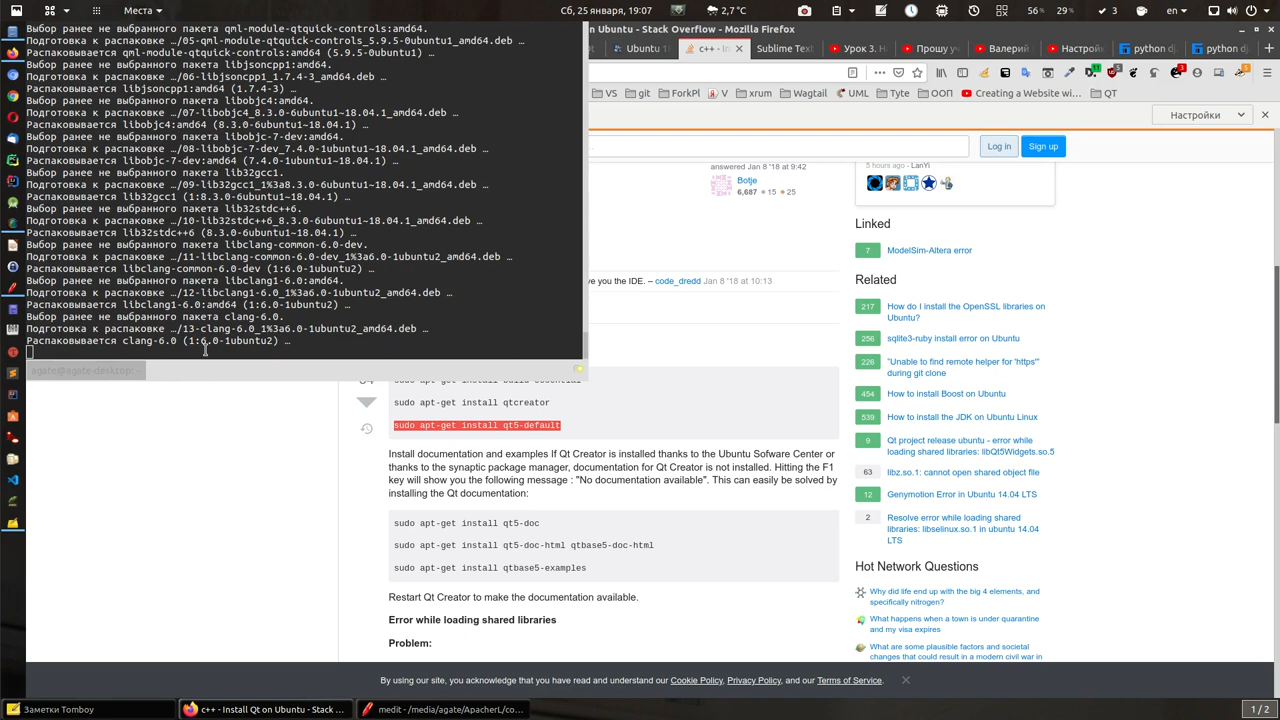 Места
GL: 26
n Ubuntu - Stack Overflow - Mozilla Firefox
Выбор ранее не выбранного пакета qml-module-qtquick-controls:amd64.
Подготовка к распаковке …/05-qml-module-qtquick-controls_5.9.5-0ubuntu1_amd64.deb …
Распаковывается qml-module-qtquick-controls:amd64 (5.9.5-0ubuntu1) …
Выбор ранее не выбранного пакета libjsoncpp1:amd64.
Подготовка к распаковке …/06-libjsoncpp1_1.7.4-3_amd64.deb …
Распаковывается libjsoncpp1:amd64 (1.7.4-3) …
Выбор ранее не выбранного пакета libobjc4:amd64.
Подготовка к распаковке …/07-libobjc4_8.3.0-6ubuntu1~18.04.1_amd64.deb …
Распаковывается libobjc4:amd64 (8.3.0-6ubuntu1~18.04.1) …
Выбор ранее не выбранного пакета libobjc-7-dev:amd64.
Подготовка к распаковке …/08-libobjc-7-dev_7.4.0-1ubuntu1~18.04.1_amd64.deb …
Распаковывается libobjc-7-dev:amd64 (7.4.0-1ubuntu1~18.04.1) …
Выбор ранее не выбранного пакета lib32gcc1.
Подготовка к распаковке …/09-lib32gcc1_1%3a8.3.0-6ubuntu1~18.04.1_amd64.deb …
Распаковывается lib32gcc1 (1:8.3.0-6ubuntu1~18.04.1) …
Выбор ранее не выбранного пакета lib32stdc++6.
Подготовка к распаковке …/10-lib32stdc++6_8.3.0-6ubuntu1~18.04.1_amd64.deb …
Распаковывается lib32stdc++6 (8.3.0-6ubuntu1~18.04.1) …
Выбор ранее не выбранного пакета libclang-common-6.0-dev.
Подготовка к распаковке …/11-libclang-common-6.0-dev_1%3a6.0-1ubuntu2_amd64.deb …
Распаковывается libclang-common-6.0-dev (1:6.0-1ubuntu2) …
Выбор ранее не выбранного пакета libclang1-6.0:amd64.
Подготовка к распаковке …/12-libclang1-6.0_1%3a6.0-1ubuntu2_amd64.deb …
Распаковывается libclang1-6.0:amd64 (1:6.0-1ubuntu2) …
Выбор ранее не выбранного пакета clang-6.0.
Подготовка к распаковке …/13-clang-6.0_1%3a6.0-1ubuntu2_amd64.deb …
Распаковывается clang-6.0 (1:6.0-1ubuntu2) …
agate@agate-desktop: ~
Ubuntu 1
c++ - In
Sublime Text
Урок 3. Н
Прошу уч
Валерий
Настройк
python dj
python dj
VS
git
ForkPl
V
xrum
Wagtail
UML
Tyte
ООП
Creating a Website wi…
QT
Настройки
Log in
Sign up
answered Jan 8 '18 at 9:42
Botje
6,687 15 25
ve you the IDE. – code_dredd Jan 8 '18 at 10:13
sudo apt-get install build-essential
sudo apt-get install qtcreator
sudo apt-get install qt5-default
Install documentation and examples If Qt Creator is installed thanks to the Ubuntu Sofware Center or
thanks to the synaptic package manager, documentation for Qt Creator is not installed. Hitting the F1
key will show you the following message : "No documentation available". This can easily be solved by
installing the Qt documentation:
sudo apt-get install qt5-doc
sudo apt-get install qt5-doc-html qtbase5-doc-html
sudo apt-get install qtbase5-examples
Restart Qt Creator to make the documentation available.
Error while loading shared libraries
Problem:
5 hours ago - LanYi
Linked
7 ModelSim-Altera error
Related
217 How do I install the OpenSSL libraries on
Ubuntu?
256 sqlite3-ruby install error on Ubuntu
226 "Unable to find remote helper for 'https'"
during git clone
454 How to install Boost on Ubuntu
539 How to install the JDK on Ubuntu Linux
9 Qt project release ubuntu - error while
loading shared libraries: libQt5Widgets.so.5
63 libz.so.1: cannot open shared object file
12 Genymotion Error in Ubuntu 14.04 LTS
2 Resolve error while loading shared
libraries: libselinux.so.1 in ubuntu 14.04
LTS
Hot Network Questions
Why did life end up with the big 4 elements, and
specifically nitrogen?
What happens when a town is under quarantine
and my visa expires
What are some plausible factors and societal
changes that could result in a modern civil war in
By using our site, you acknowledge that you have read and understand our Cookie Policy, Privacy Policy, and our Terms of Service.
Заметки Tomboy
c++ - Install Qt on Ubuntu - Stack …
medit - /media/agate/ApacherL/co…
1 / 2